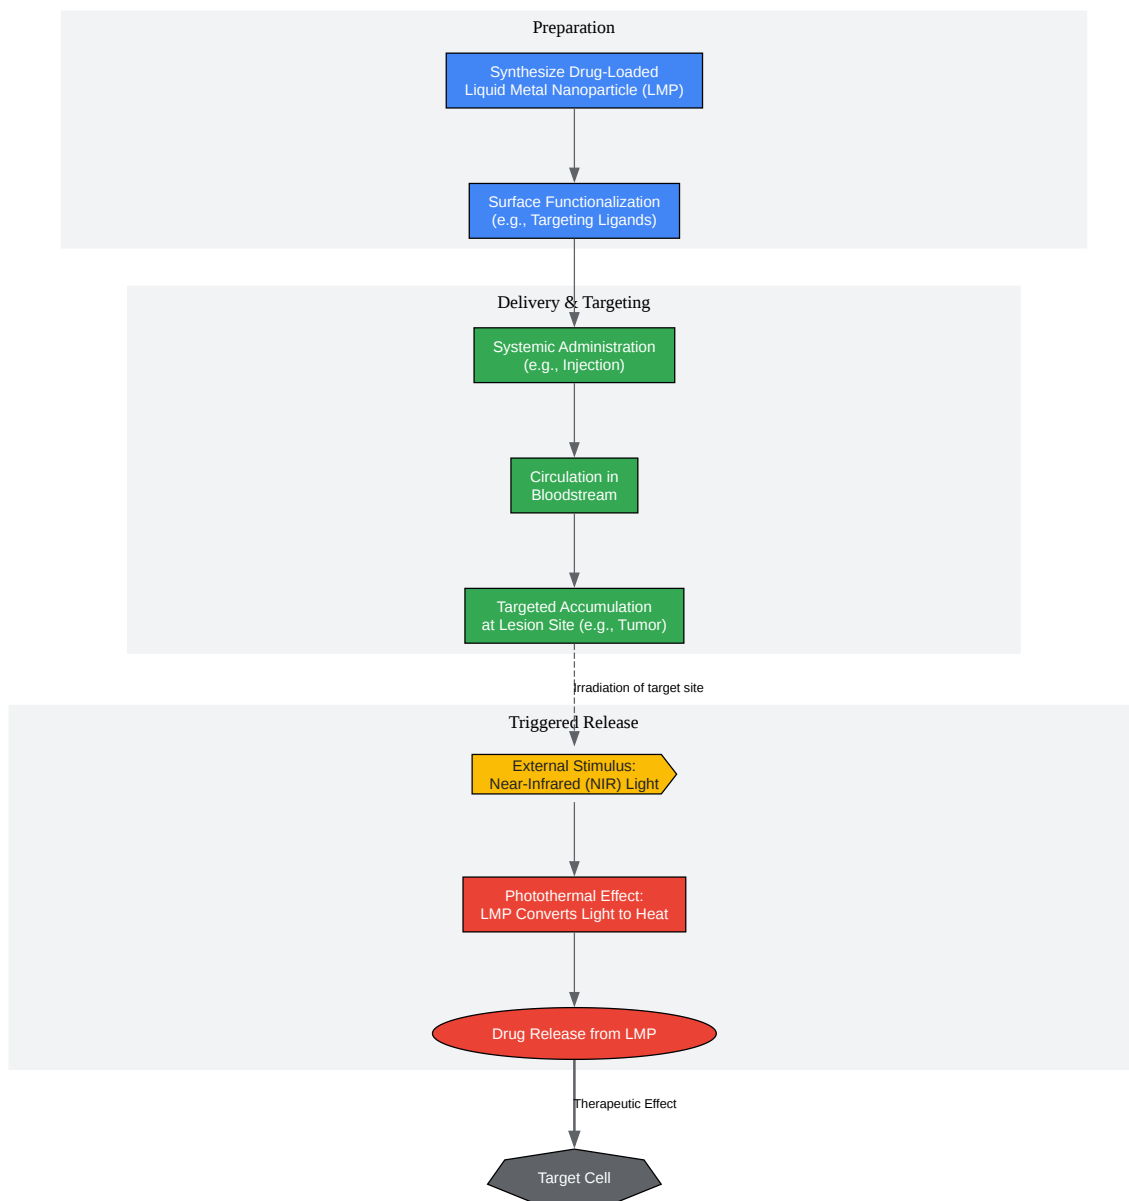 Preparation
Synthesize Drug-Loaded
Liquid Metal Nanoparticle (LMP)
Surface Functionalization
(e.g., Targeting Ligands)
Delivery & Targeting
Systemic Administration
(e.g., Injection)
Circulation in
Bloodstream
Targeted Accumulation
at Lesion Site (e.g., Tumor)
Irradiation of target site
Triggered Release
External Stimulus:
Near-Infrared (NIR) Light
Photothermal Effect:
LMP Converts Light to Heat
Drug Release from LMP
Therapeutic Effect
Target Cell